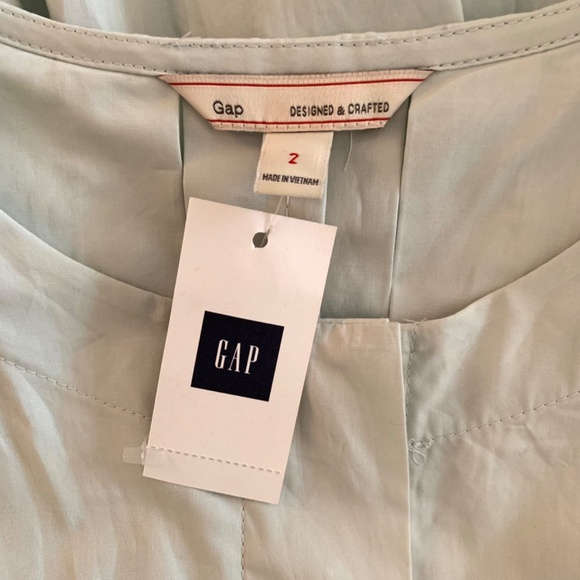 Gap DESIGNED & CRAFTED
2
MADE IN VIETNAM
GAP